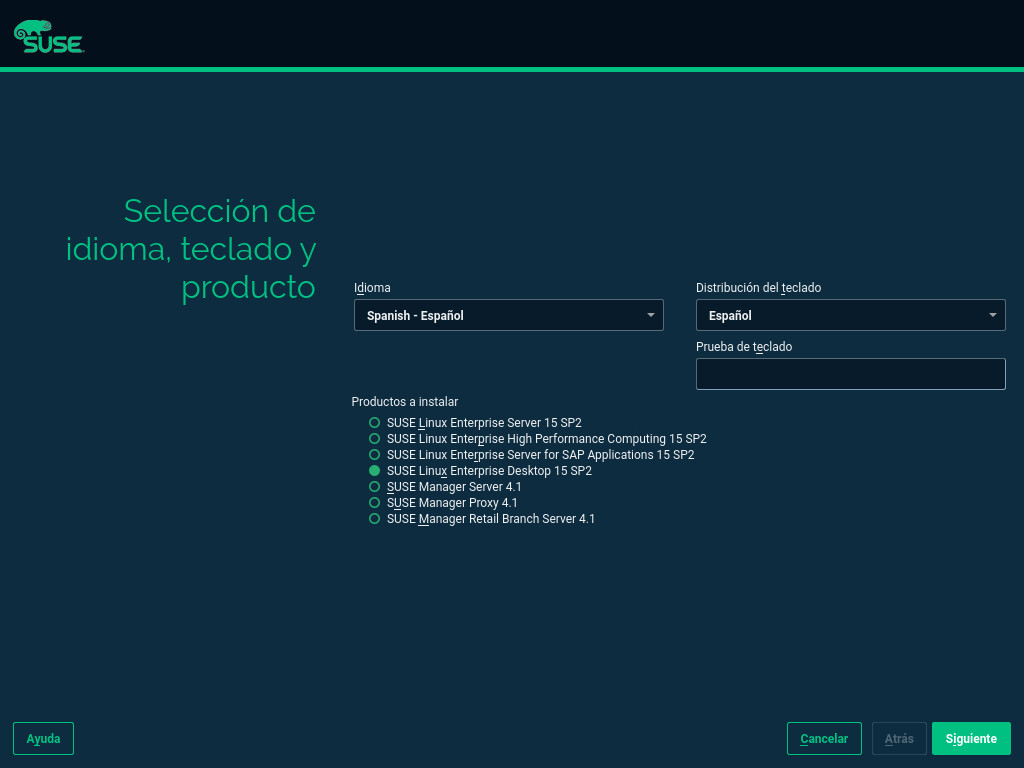 SUSE
Selección de
idioma, teclado y
producto
Idioma
Distribución del teclado
Spanish - Español
Español
Prueba de teclado
Productos a instalar
SUSE Linux Enterprise Server 15 SP2
SUSE Linux Enterprise High Performance Computing 15 SP2
SUSE Linux Enterprise Server for SAP Applications 15 SP2
SUSE Linux Enterprise Desktop 15 SP2
SUSE Manager Server 4.1
SUSE Manager Proxy 4.1
SUSE Manager Retail Branch Server 4.1
Ayuda
Cancelar
Atrás
Siguiente